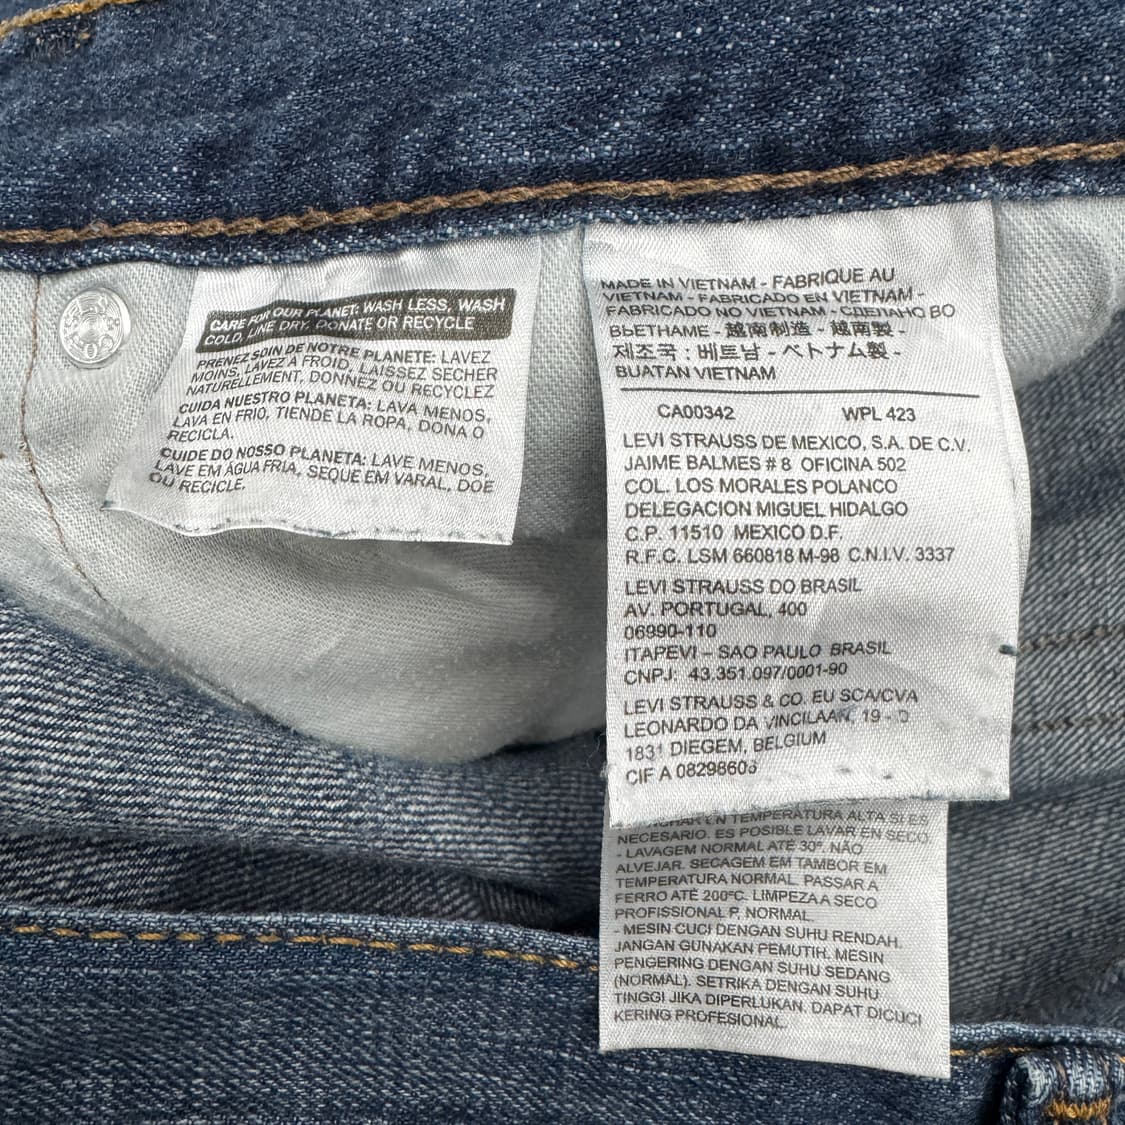 CARE FOR OUR PLANET: WASH LESS, WASH
COLD, LINE DRY, DONATE OR RECYCLE
PRENEZ SOIN DE NOTRE PLANETE: LAVEZ
MOINS, LAVEZ À FROID, LAISSEZ SECHER
NATURELLEMENT, DONNEZ OU RECYCLEZ
CUIDA NUESTRO PLANETA: LAVA MENOS,
LAVA EN FRIO, TIENDE LA ROPA, DONA O
RECICLA.
CUIDE DO NOSSO PLANETA: LAVE MENOS,
LAVE EM ÁGUA FRIA, SEQUE EM VARAL, DOE
OU RECICLE.
MADE IN VIETNAM - FABRIQUE AU
VIETNAM - FABRICADO EN VIETNAM -
FABRICADO NO VIETNAM - СДЕЛАНО ВО
ВЬЕТНАМЕ - 越南制造 - 越南製 -
제조국 : 베트남 - ベトナム製 -
BUATAN VIETNAM
CA00342 WPL 423
LEVI STRAUSS DE MEXICO, S.A. DE C.V.
JAIME BALMES # 8 OFICINA 502
COL. LOS MORALES POLANCO
DELEGACION MIGUEL HIDALGO
C.P. 11510 MEXICO D.F.
R.F.C. LSM 660818 M-98 C.N.I.V. 3337
LEVI STRAUSS DO BRASIL
AV. PORTUGAL, 400
06990-110
ITAPEVI – SAO PAULO BRASIL
CNPJ: 43.351.097/0001-90
LEVI STRAUSS & CO. EU SCA/CVA
LEONARDO DA VINCILAAN, 19 - D
1831 DIEGEM, BELGIUM
CIF A 08298606
EN TEMPERATURA ALTA SI ES
NECESARIO. ES POSIBLE LAVAR EN SECO.
- LAVAGEM NORMAL ATÉ 30º. NÃO
ALVEJAR. SECAGEM EM TAMBOR EM
TEMPERATURA NORMAL. PASSAR A
FERRO ATÉ 200ºC. LIMPEZA A SECO
PROFISSIONAL P. NORMAL.
- MESIN CUCI DENGAN SUHU RENDAH.
JANGAN GUNAKAN PEMUTIH. MESIN
PENGERING DENGAN SUHU SEDANG
(NORMAL). SETRIKA DENGAN SUHU
TINGGI JIKA DIPERLUKAN. DAPAT DICUCI
KERING PROFESIONAL.